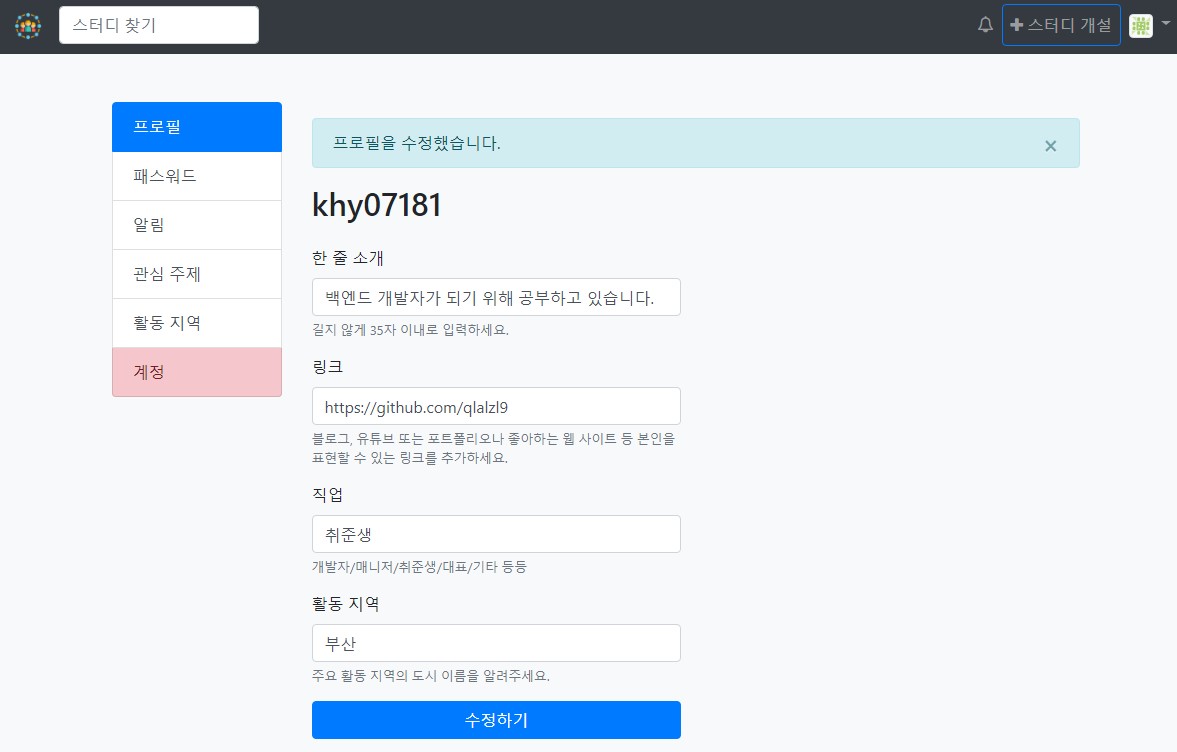 스터디 찾기
스터디 개설
프로필
패스워드
알림
관심 주제
활동 지역
계정
프로필을 수정했습니다.
×
khy07181
한 줄 소개
백엔드 개발자가 되기 위해 공부하고 있습니다.
길지 않게 35자 이내로 입력하세요.
링크
https://github.com/qlalzl9
블로그, 유튜브 또는 포트폴리오나 좋아하는 웹 사이트 등 본인을
표현할 수 있는 링크를 추가하세요.
직업
취준생
개발자/매니저/취준생/대표/기타 등등
활동 지역
부산
주요 활동 지역의 도시 이름을 알려주세요.
수정하기